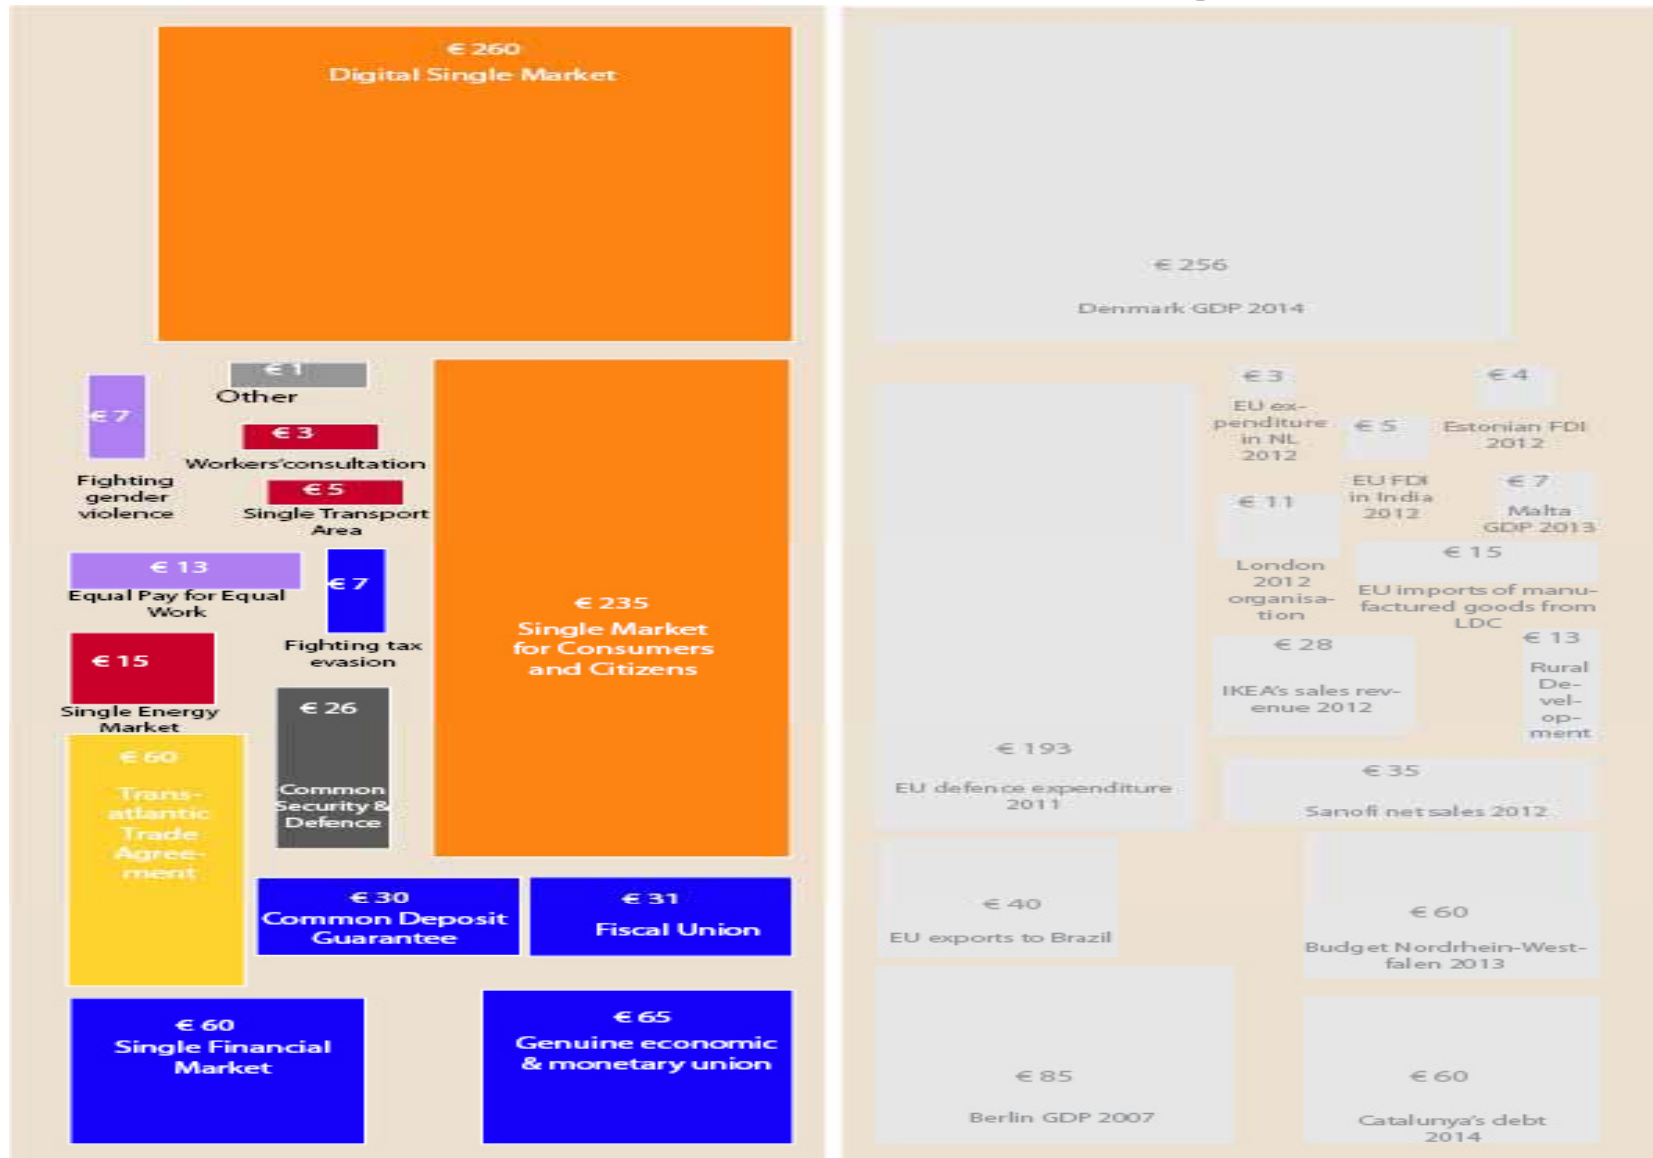 € 260
Digital Single Market
€ 1
Other
€ 7
Fighting
gender
violence
€ 3
Workers'consultation
€ 5
Single Transport
Area
€ 13
Equal Pay for Equal
Work
€ 7
Fighting tax
evasion
€ 235
Single Market
for Consumers
and Citizens
€ 15
Single Energy
Market
€ 26
Common
Security &
Defence
€ 60
Trans-
atlantic
Trade
Agree-
ment
€ 30
Common Deposit
Guarantee
€ 31
Fiscal Union
€ 60
Single Financial
Market
€ 65
Genuine economic
& monetary union
€ 256
Denmark GDP 2014
€ 3
EU ex-
penditure
in NL
2012
€ 4
Estonian FDI
2012
€ 5
EU FDI
in India
2012
€ 7
Malta
GDP 2013
€ 11
London
2012
organisa-
tion
€ 15
EU imports of manu-
factured goods from
LDC
€ 28
IKEA's sales rev-
enue 2012
€ 13
Rural
De-
vel-
op-
ment
€ 193
EU defence expenditure
2011
€ 35
Sanofi net sales 2012
€ 40
EU exports to Brazil
€ 60
Budget Nordrhein-West-
falen 2013
€ 85
Berlin GDP 2007
€ 60
Catalunya's debt
2014